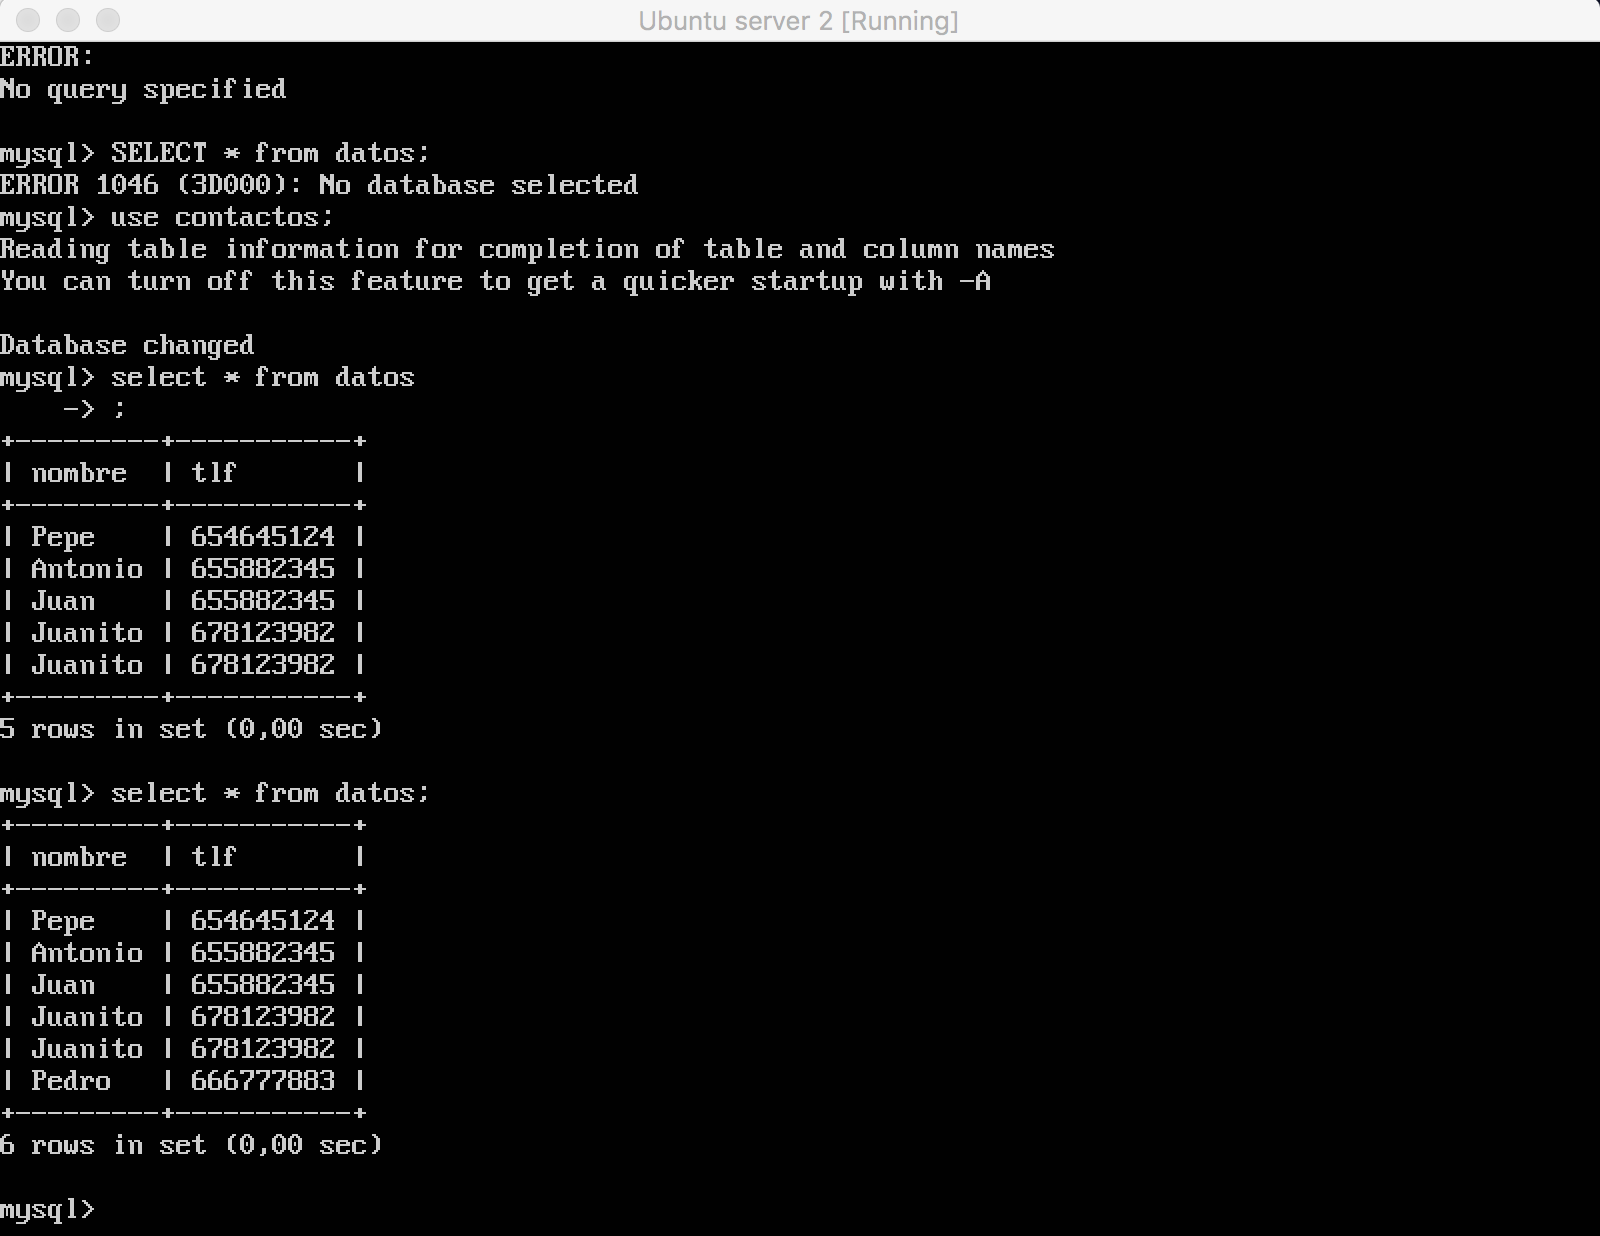 Ubuntu server 2 [Running]
ERROR:
No query specified
mysql> SELECT * from datos;
ERROR 1046 (3D000): No database selected
mysql> use contactos;
Reading table information for completion of table and column names
You can turn off this feature to get a quicker startup with -A
Database changed
mysql> select * from datos
    -> ;
+---------+-----------+
| nombre  | tlf       |
+---------+-----------+
| Pepe    | 654645124 |
| Antonio | 655882345 |
| Juan    | 655882345 |
| Juanito | 678123982 |
| Juanito | 678123982 |
+---------+-----------+
5 rows in set (0,00 sec)
mysql> select * from datos;
+---------+-----------+
| nombre  | tlf       |
+---------+-----------+
| Pepe    | 654645124 |
| Antonio | 655882345 |
| Juan    | 655882345 |
| Juanito | 678123982 |
| Juanito | 678123982 |
| Pedro   | 666777883 |
+---------+-----------+
6 rows in set (0,00 sec)
mysql>